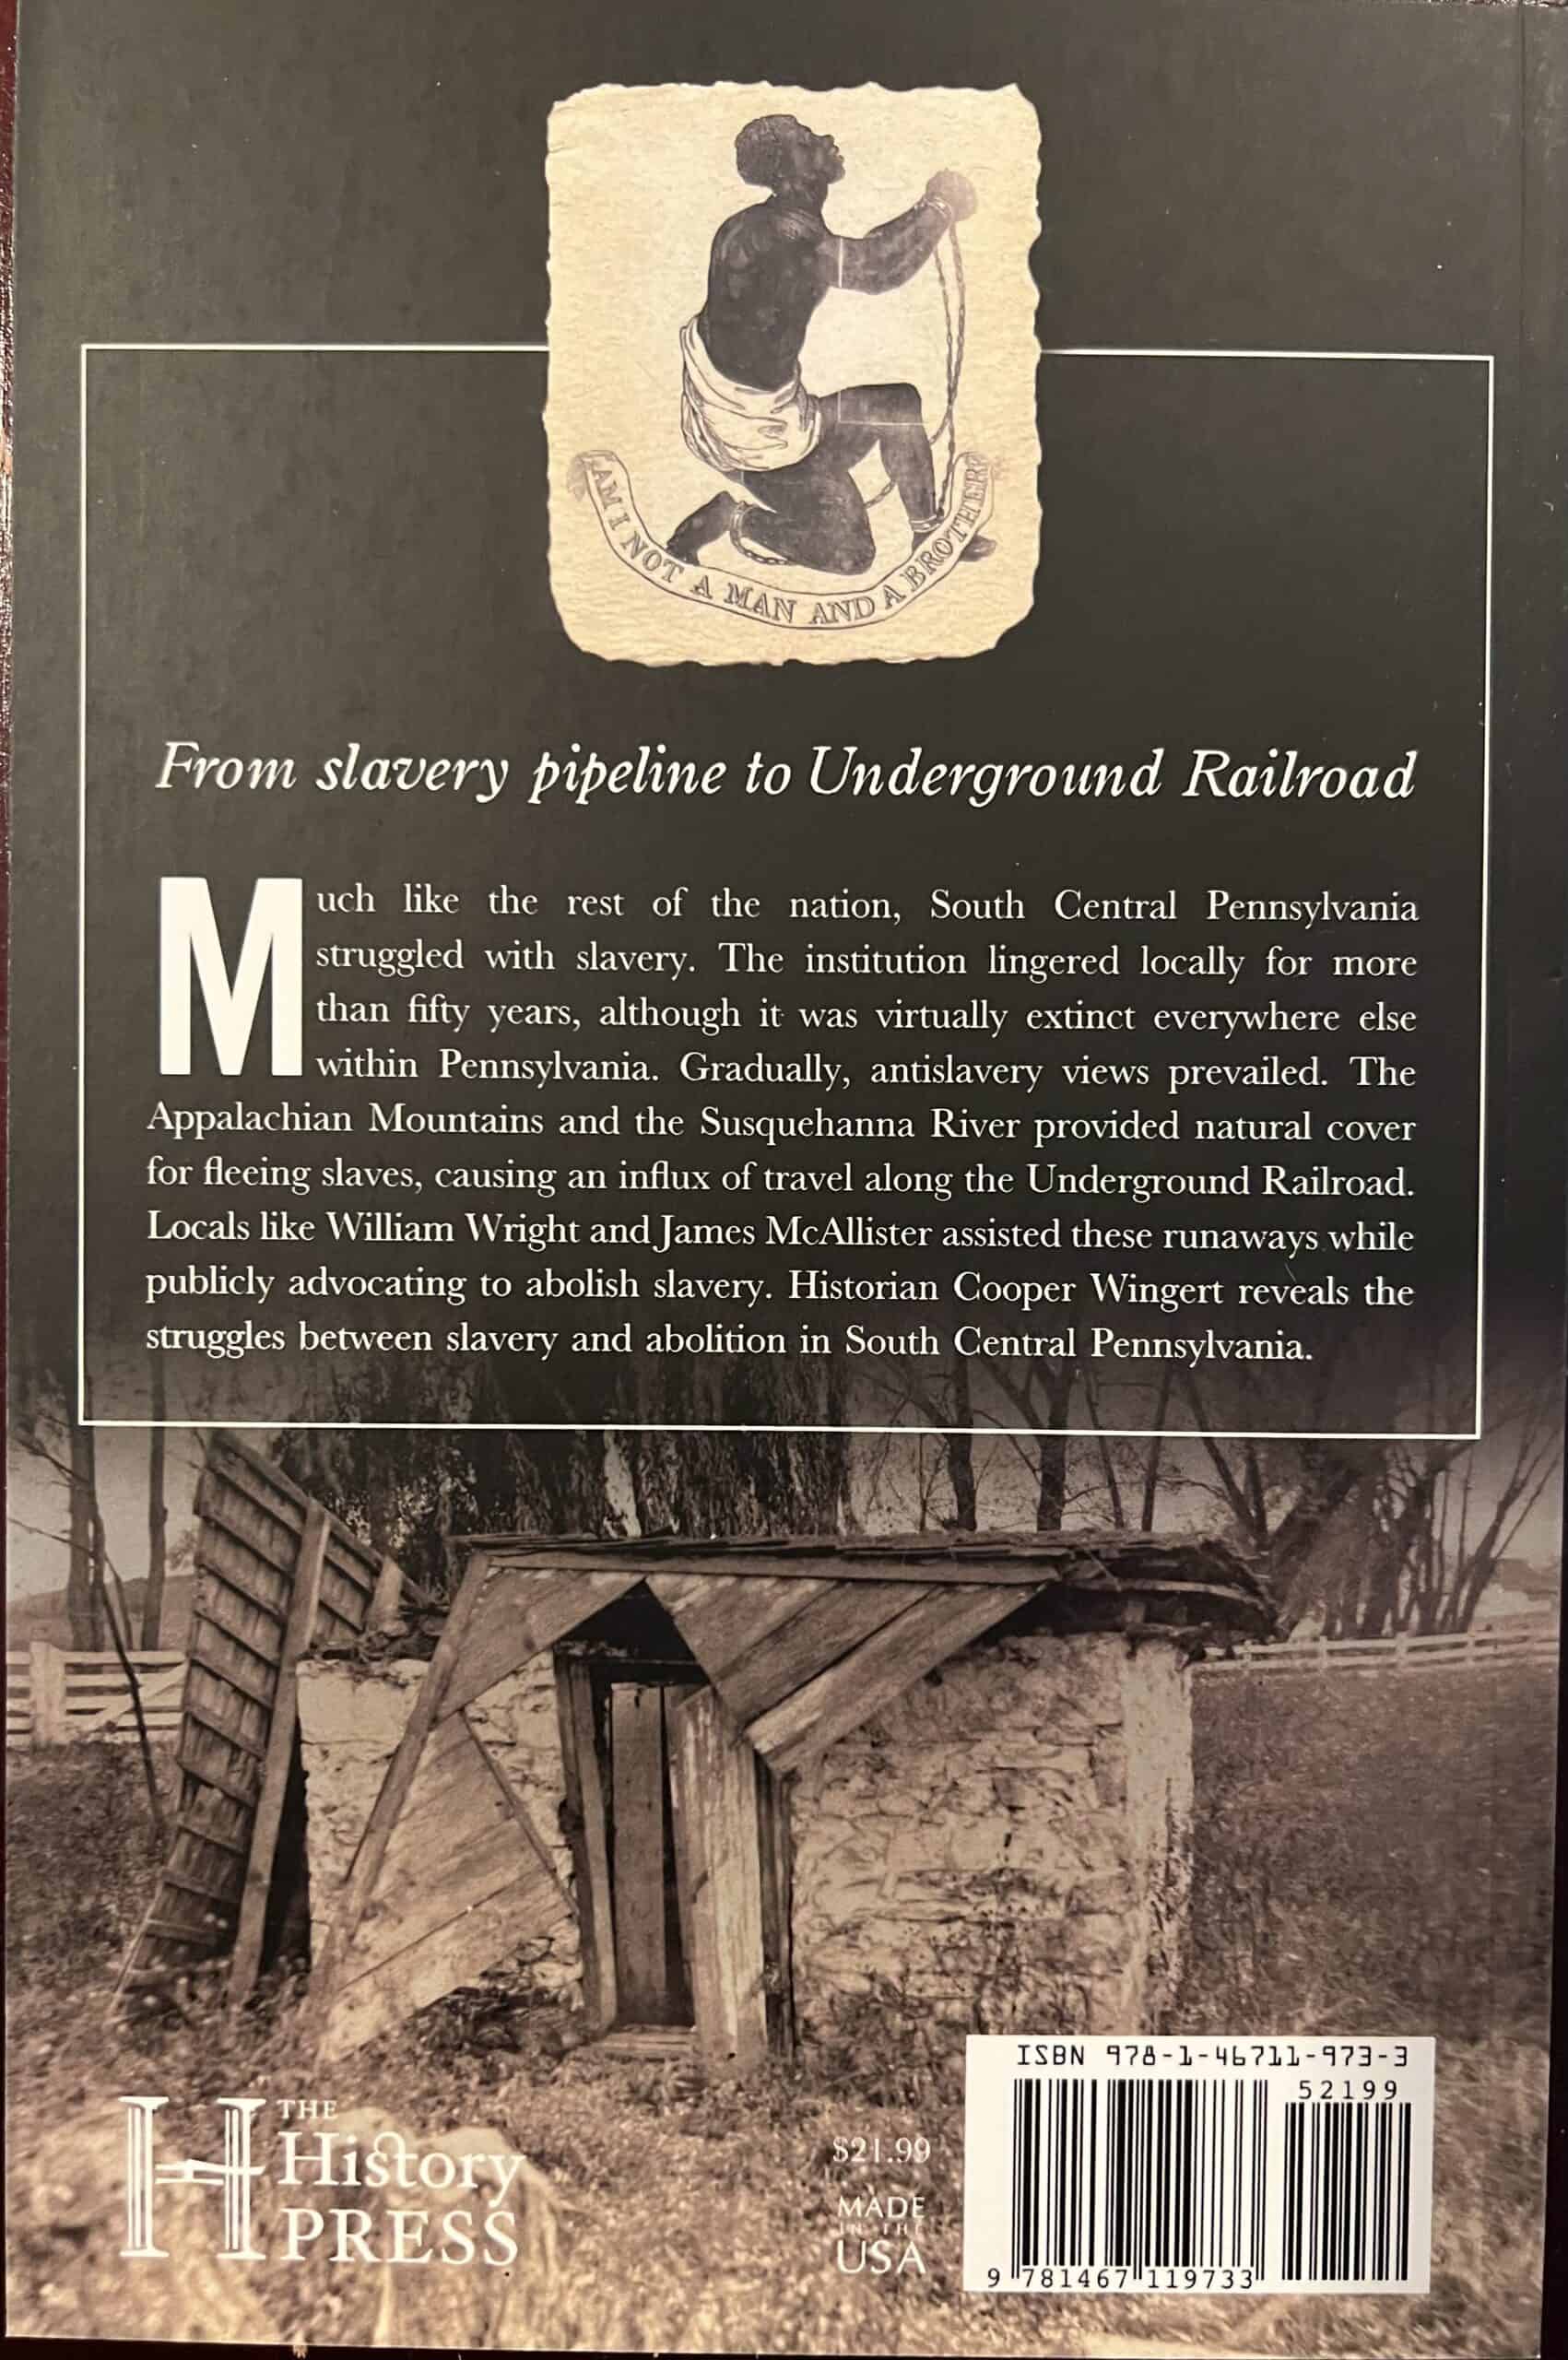 AM I NOT A MAN AND A BROTHER?
From slavery pipeline to Underground Railroad
Much like the rest of the nation, South Central Pennsylvania
struggled with slavery. The institution lingered locally for more
than fifty years, although it was virtually extinct everywhere else
within Pennsylvania. Gradually, antislavery views prevailed. The
Appalachian Mountains and the Susquehanna River provided natural cover
for fleeing slaves, causing an influx of travel along the Underground Railroad.
Locals like William Wright and James McAllister assisted these runaways while
publicly advocating to abolish slavery. Historian Cooper Wingert reveals the
struggles between slavery and abolition in South Central Pennsylvania.
THE
History
PRESS
$21.99
MADE
IN THE
USA
ISBN 978-1-46711-973-3
52199
9 781467 119733